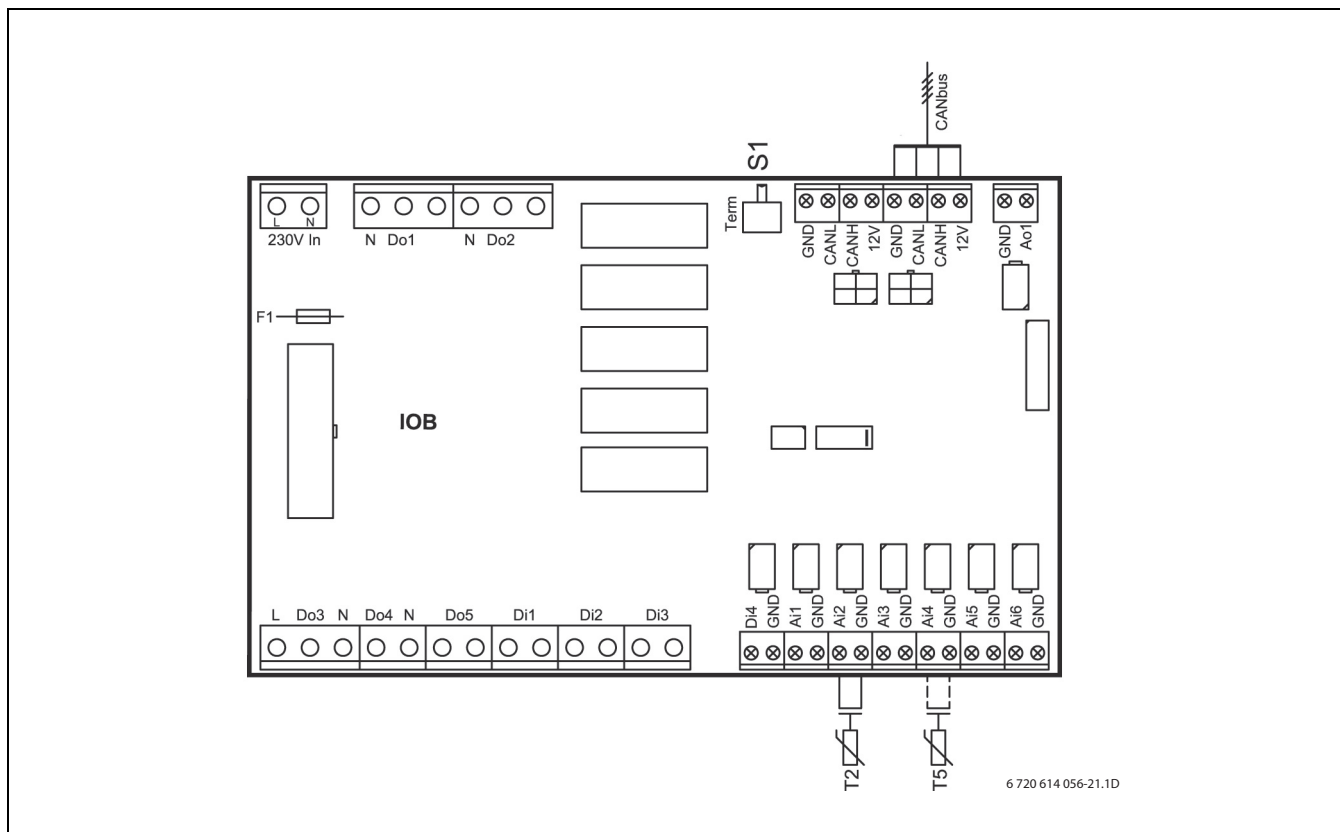 CANbus
S1
Term
L N
230V In
N Do1
N Do2
GND
CANL
CANH
12V
GND
CANL
CANH
12V
GND
Ao1
F1
IOB
L Do3 N Do4 N Do5 Di1 Di2 Di3
Di4
GND
Ai1
GND
Ai2
GND
Ai3
GND
Ai4
GND
Ai5
GND
Ai6
GND
T2
T5
6 720 614 056-21.1D